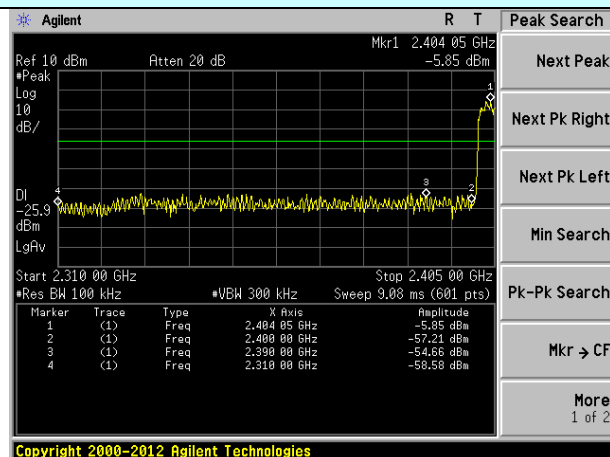 Agilent R T
Mkr1 2.404 05 GHz
Ref 10 dBm Atten 20 dB -5.85 dBm
#Peak
Log
10
dB/
1
3
2
4
DI
-25.9
dBm
LgAv
Start 2.310 00 GHz Stop 2.405 00 GHz
#Res BW 100 kHz #VBW 300 kHz Sweep 9.08 ms (601 pts)
Marker Trace Type X Axis Amplitude
1 (1) Freq 2.404 05 GHz -5.85 dBm
2 (1) Freq 2.400 00 GHz -57.21 dBm
3 (1) Freq 2.390 00 GHz -54.66 dBm
4 (1) Freq 2.310 00 GHz -58.58 dBm
Copyright 2000-2012 Agilent Technologies
Peak Search
Next Peak
Next Pk Right
Next Pk Left
Min Search
Pk-Pk Search
Mkr → CF
More
1 of 2